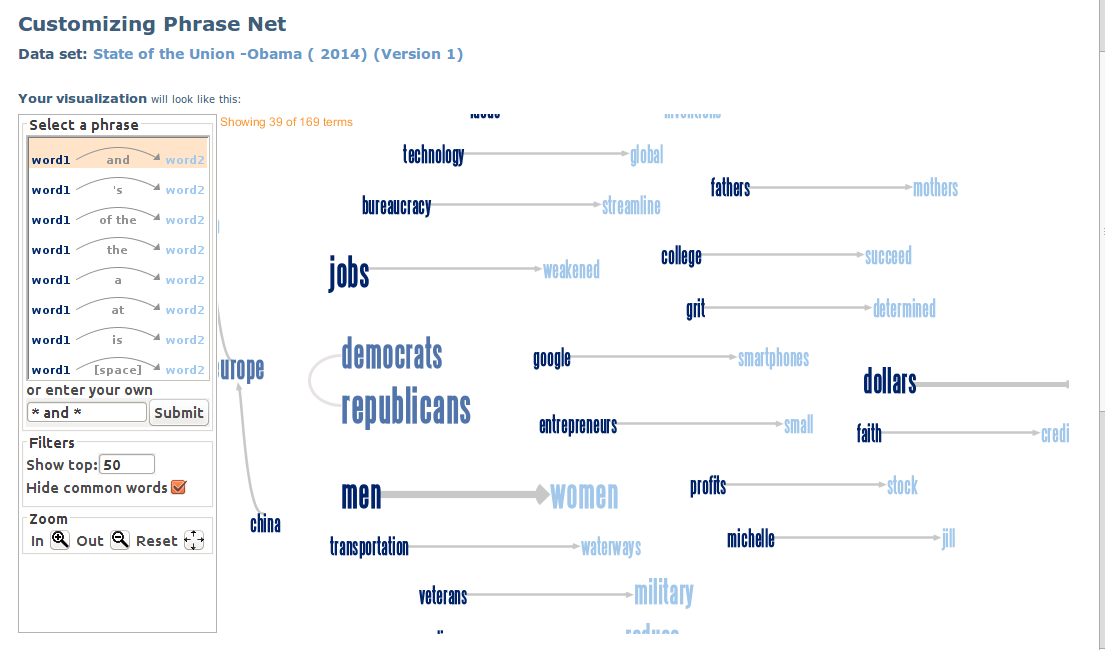 Customizing Phrase Net
Data set: State of the Union -Obama ( 2014) (Version 1)
Your visualization will look like this:
Select a phrase
word1 and word2
word1 's word2
word1 of the word2
word1 the word2
word1 a word2
word1 at word2
word1 is word2
word1 [space] word2
or enter your own
* and * Submit
Filters
Show top: 50
Hide common words
Zoom
In Out Reset
Showing 39 of 169 terms
technology global
fathers mothers
bureaucracy streamline
college succeed
jobs weakened
grit determined
democrats
google smartphones
urope
dollars
republicans
entrepreneurs small
faith credi
profits stock
men women
china
michelle jill
transportation waterways
veterans military